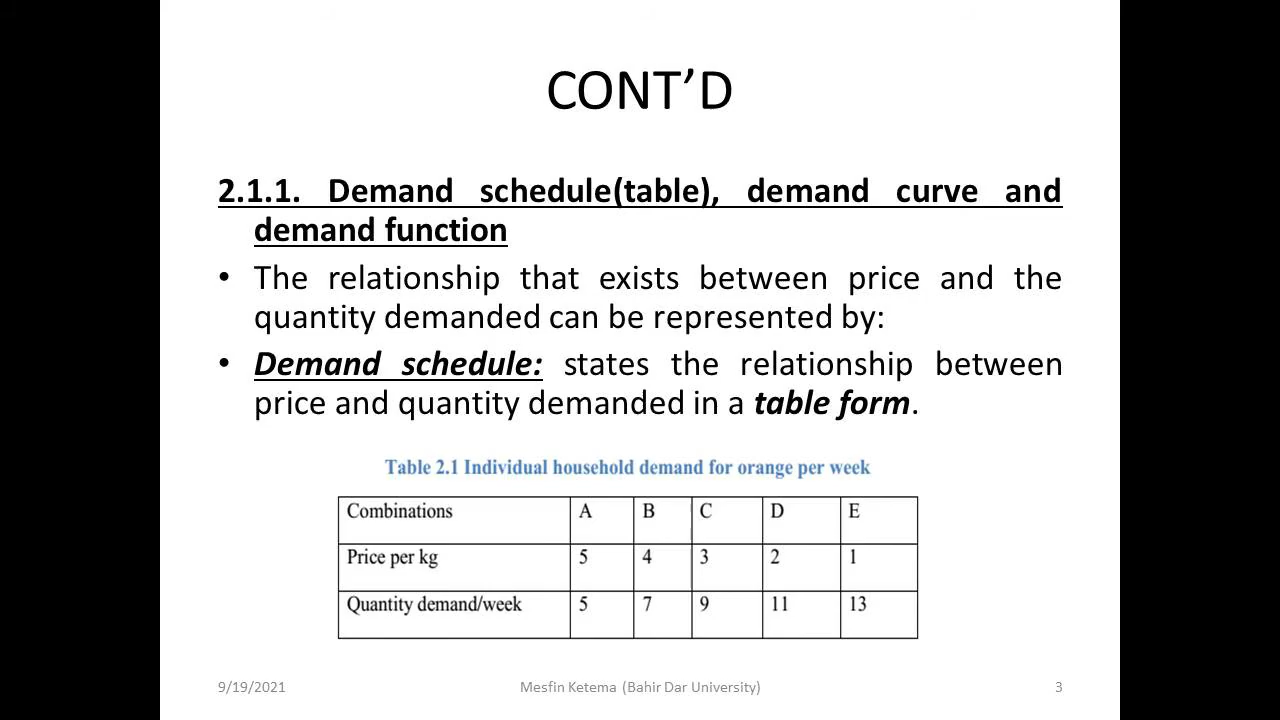 CONT’D
2.1.1. Demand schedule(table), demand curve and
demand function
• The relationship that exists between price and the
quantity demanded can be represented by:
• Demand schedule: states the relationship between
price and quantity demanded in a table form.
Table 2.1 Individual household demand for orange per week
Combinations A B C D E
Price per kg 5 4 3 2 1
Quantity demand/week 5 7 9 11 13
9/19/2021 Mesfin Ketema (Bahir Dar University) 3